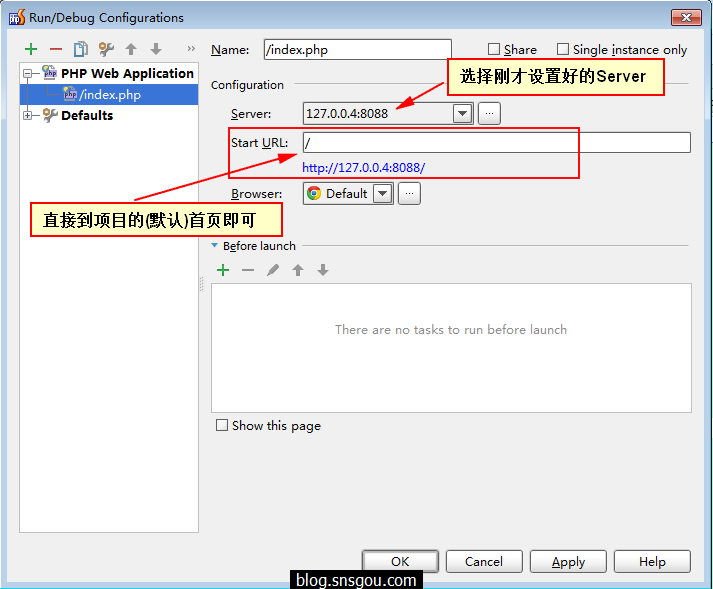 Run/Debug Configurations
Name: /index.php Share Single instance only
PHP Web Application
/index.php
Defaults
Configuration
选择刚才设置好的Server
Server: 127.0.0.4:8088 ...
Start URL: /
http://127.0.0.4:8088/
Browser: Default ...
直接到项目的(默认)首页即可
Before launch
There are no tasks to run before launch
Show this page
OK Cancel Apply Help
blog.snsgou.com